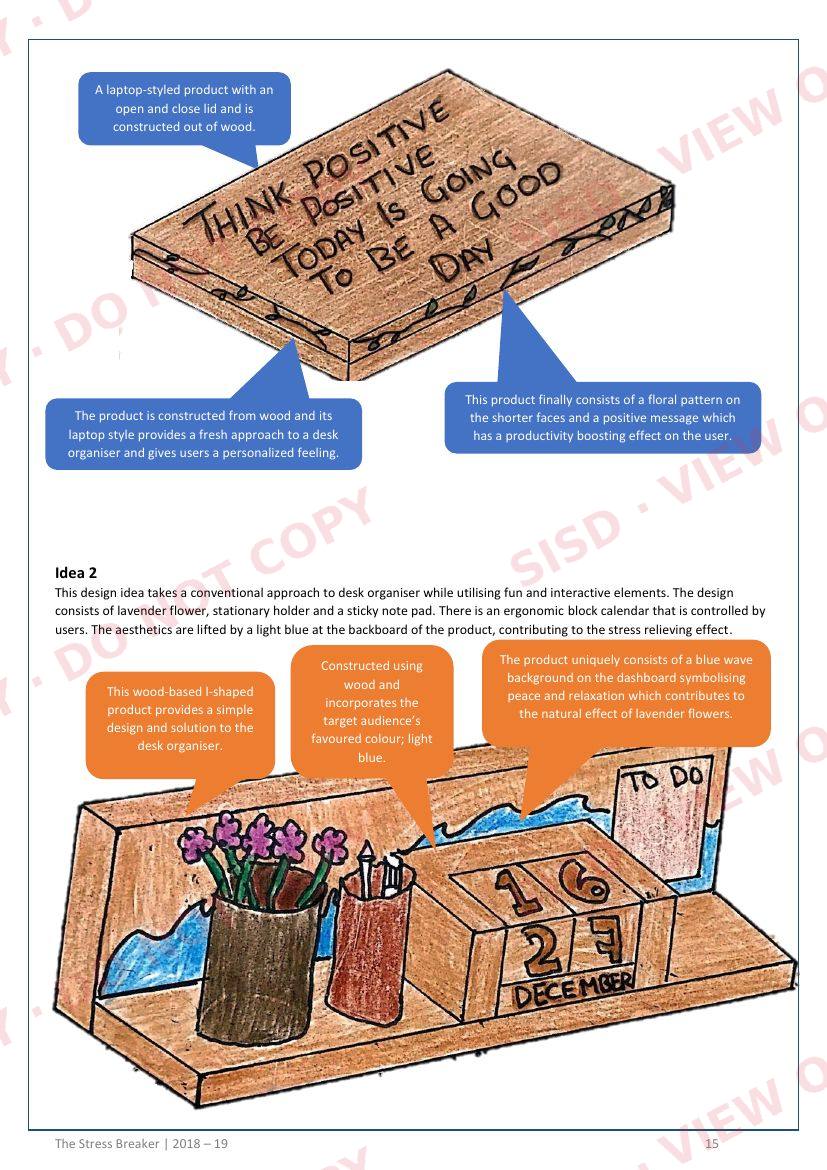 A laptop-styled product with an
open and close lid and is
constructed out of wood.
THINK POSITIVE
BE POSITIVE
TODAY IS GOING
TO BE A GOOD
DAY
The product is constructed from wood and its
laptop style provides a fresh approach to a desk
organiser and gives users a personalized feeling.
This product finally consists of a floral pattern on
the shorter faces and a positive message which
has a productivity boosting effect on the user.
Idea 2
This design idea takes a conventional approach to desk organiser while utilising fun and interactive elements. The design
consists of lavender flower, stationary holder and a sticky note pad. There is an ergonomic block calendar that is controlled by
users. The aesthetics are lifted by a light blue at the backboard of the product, contributing to the stress relieving effect.
This wood-based l-shaped
product provides a simple
design and solution to the
desk organiser.
Constructed using
wood and
incorporates the
target audience's
favoured colour; light
blue.
The product uniquely consists of a blue wave
background on the dashboard symbolising
peace and relaxation which contributes to
the natural effect of lavender flowers.
TO DO
16
27
DECEMBER
The Stress Breaker | 2018 – 19 15
SISD · VIEW O
Y · DO NOT COPY